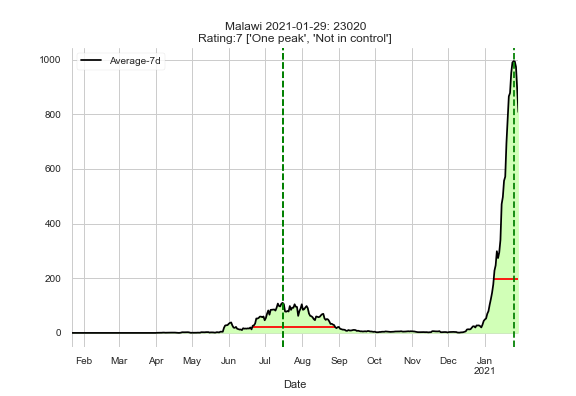 Malawi 2021-01-29: 23020
Rating:7 ['One peak', 'Not in control']
Average-7d
1000
800
600
400
200
0
Feb Mar Apr May Jun Jul Aug Sep Oct Nov Dec Jan
2021
Date